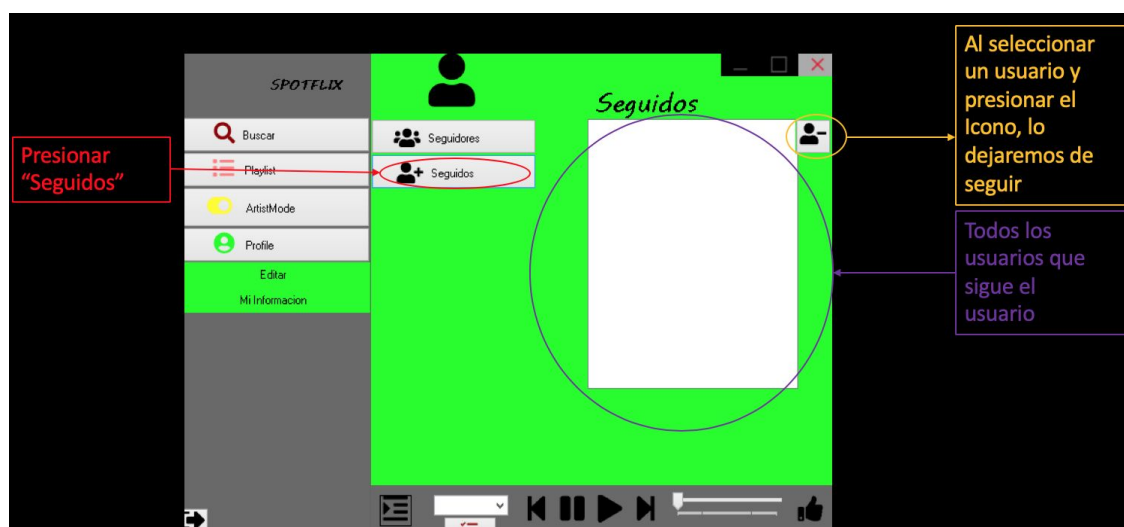 SPOTFLIX
Buscar
Playlist
ArtistMode
Profile
Editar
Mi Informacion
Seguidores
Seguidos
Seguidos
Presionar
“Seguidos”
Al seleccionar
un usuario y
presionar el
Icono, lo
dejaremos de
seguir
Todos los
usuarios que
sigue el
usuario